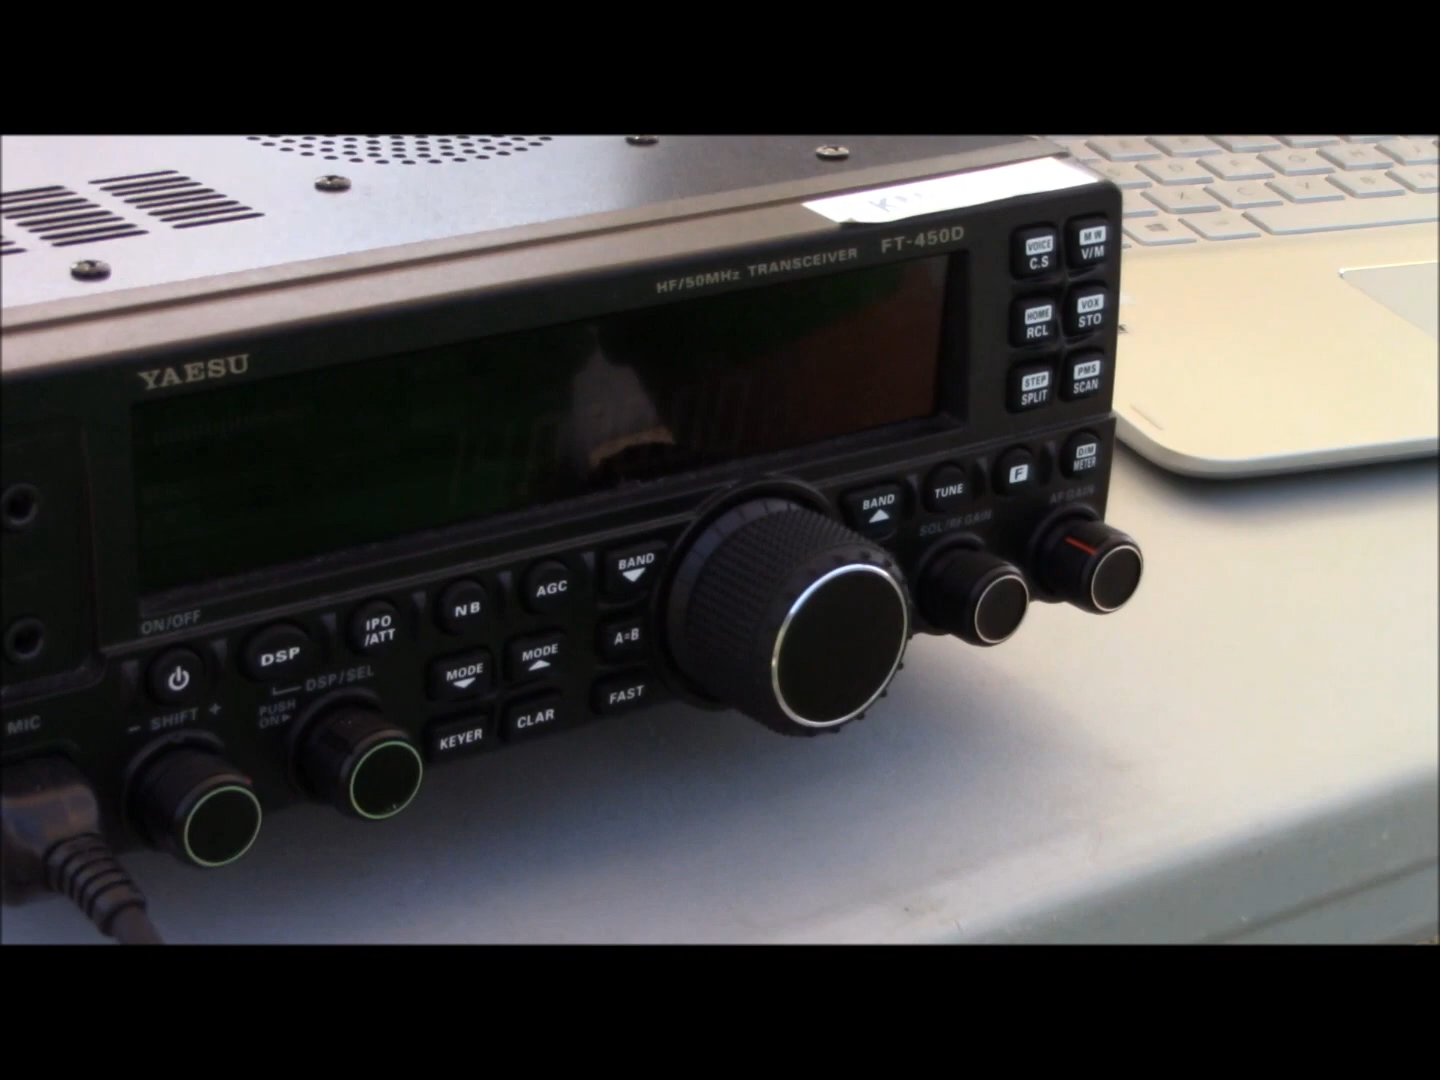 YAESU
HF/50MHz TRANSCEIVER FT-450D
VOICE
C.S
MW
V/M
HOME
RCL
VOX
STO
STEP
SPLIT
PMS
SCAN
DIM
METER
F
TUNE
BAND
AF GAIN
SQL/RF GAIN
BAND
AGC
NB
IPO
/ATT
DSP
ON/OFF
MODE
MODE
A=B
DSP/SEL
PUSH
ON
- SHIFT +
KEYER
CLAR
FAST
MIC